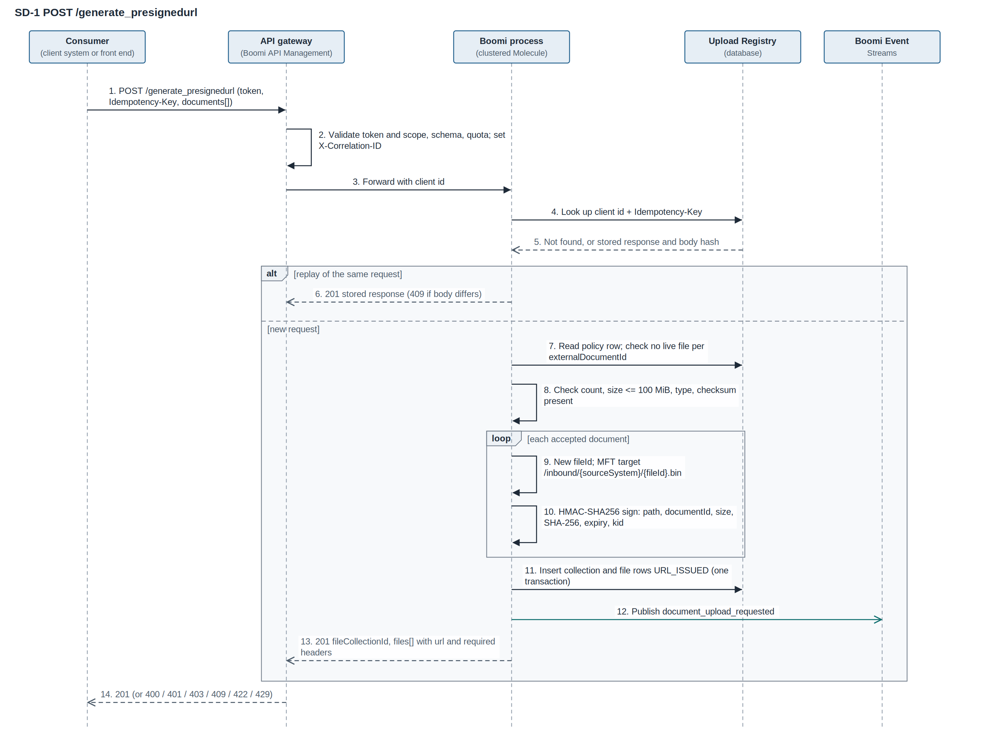 SD-1 POST /generate_presignedurl
Consumer
(client system or front end)
API gateway
(Boomi API Management)
Boomi process
(clustered Molecule)
Upload Registry
(database)
Boomi Event
Streams
1. POST /generate_presignedurl (token,
Idempotency-Key, documents[])
2. Validate token and scope, schema, quota; set
X-Correlation-ID
3. Forward with client id
4. Look up client id + Idempotency-Key
5. Not found, or stored response and body hash
alt
[replay of the same request]
6. 201 stored response (409 if body differs)
[new request]
7. Read policy row; check no live file per
externalDocumentId
8. Check count, size <= 100 MiB, type, checksum
present
loop
[each accepted document]
9. New fileId; MFT target
/inbound/{sourceSystem}/{fileId}.bin
10. HMAC-SHA256 sign: path, documentId, size,
SHA-256, expiry, kid
11. Insert collection and file rows URL_ISSUED (one
transaction)
12. Publish document_upload_requested
13. 201 fileCollectionId, files[] with url and required
headers
14. 201 (or 400 / 401 / 403 / 409 / 422 / 429)